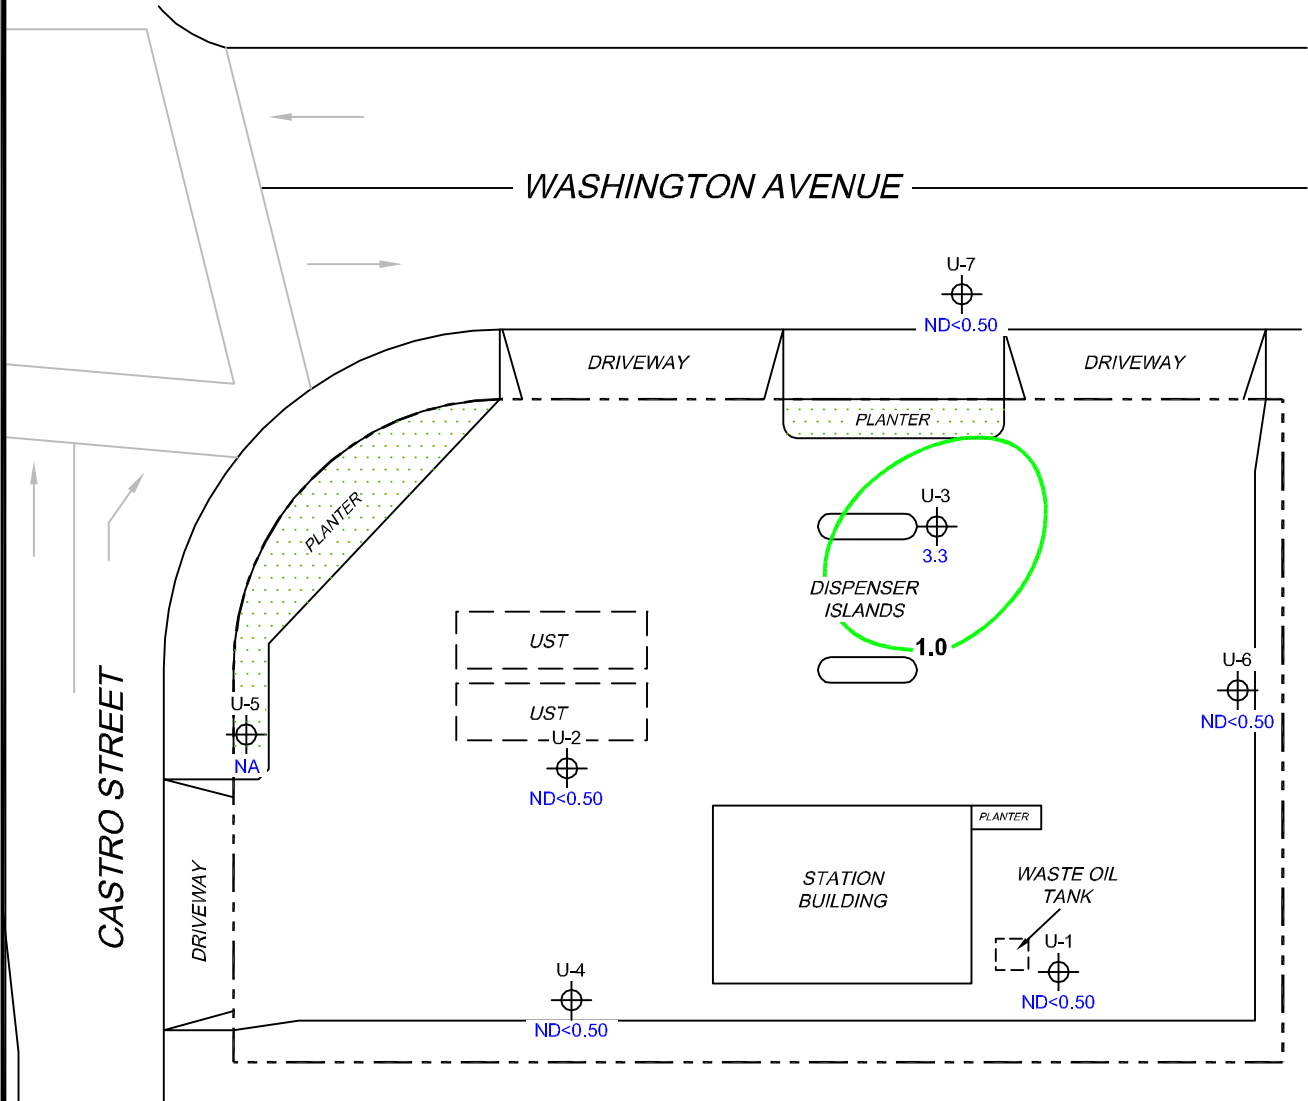 WASHINGTON AVENUE
U-7
ND<0.50
DRIVEWAY
DRIVEWAY
PLANTER
U-3
3.3
PLANTER
DISPENSER
ISLANDS
1.0
UST
U-6
ND<0.50
U-5
NA
UST
U-2
ND<0.50
CASTRO STREET
DRIVEWAY
PLANTER
STATION
BUILDING
WASTE OIL
TANK
U-1
ND<0.50
U-4
ND<0.50